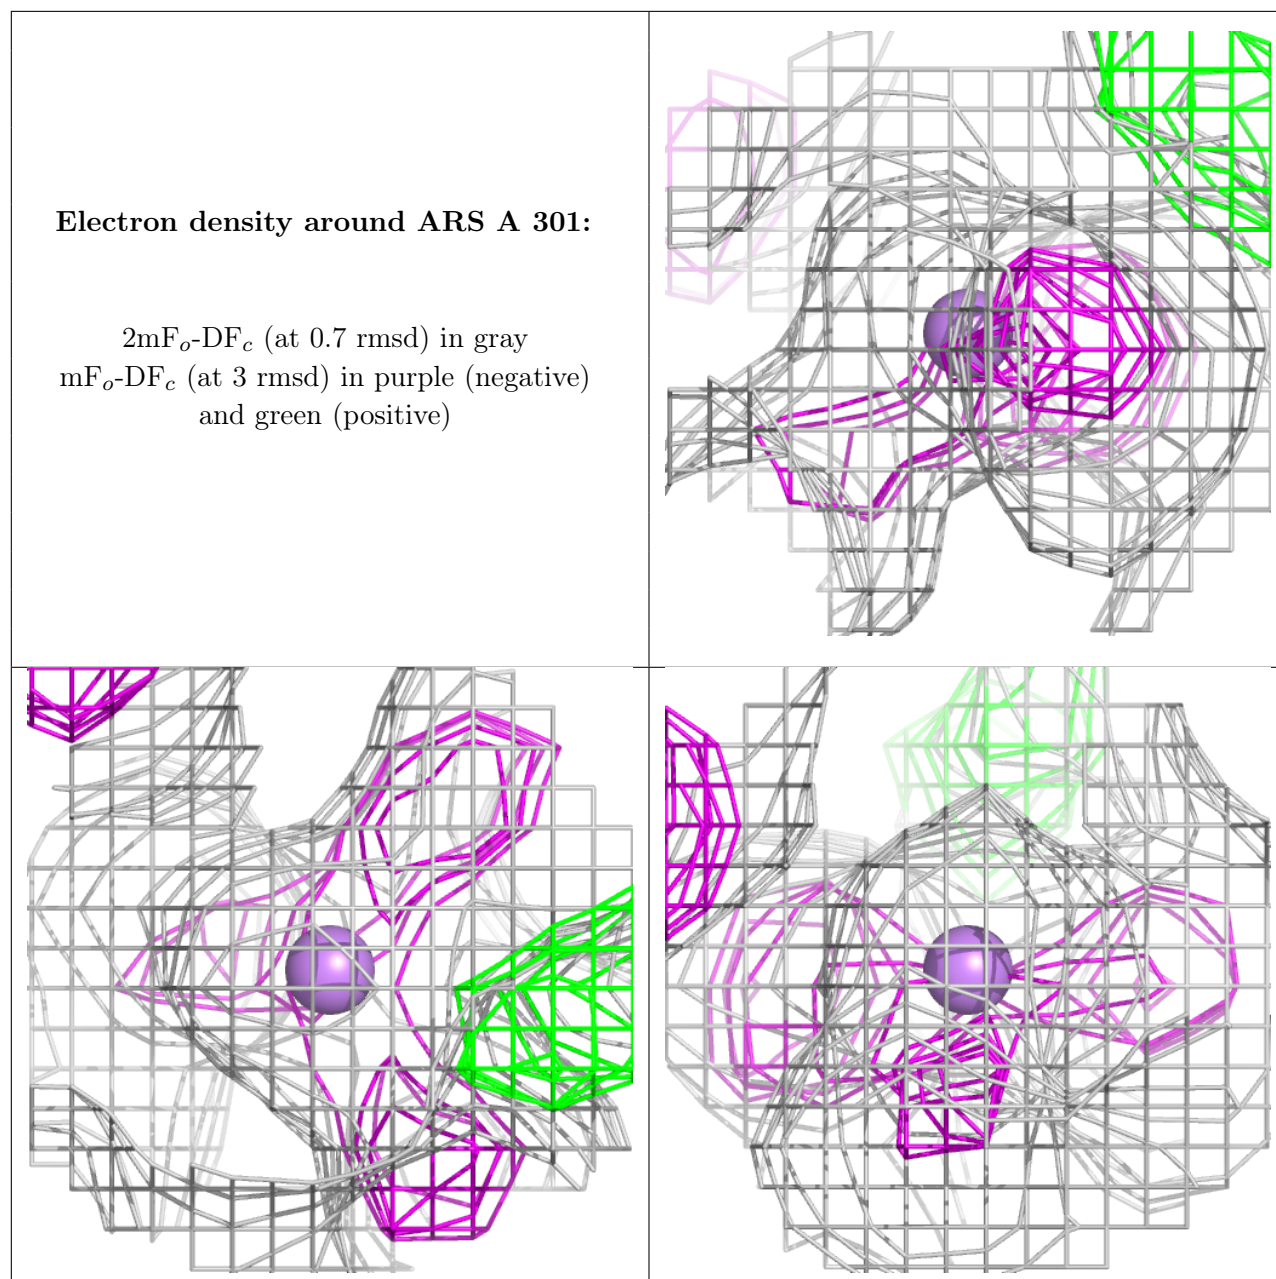 Electron density around ARS A 301:
2mFo-DFc (at 0.7 rmsd) in gray
mFo-DFc (at 3 rmsd) in purple (negative)
and green (positive)